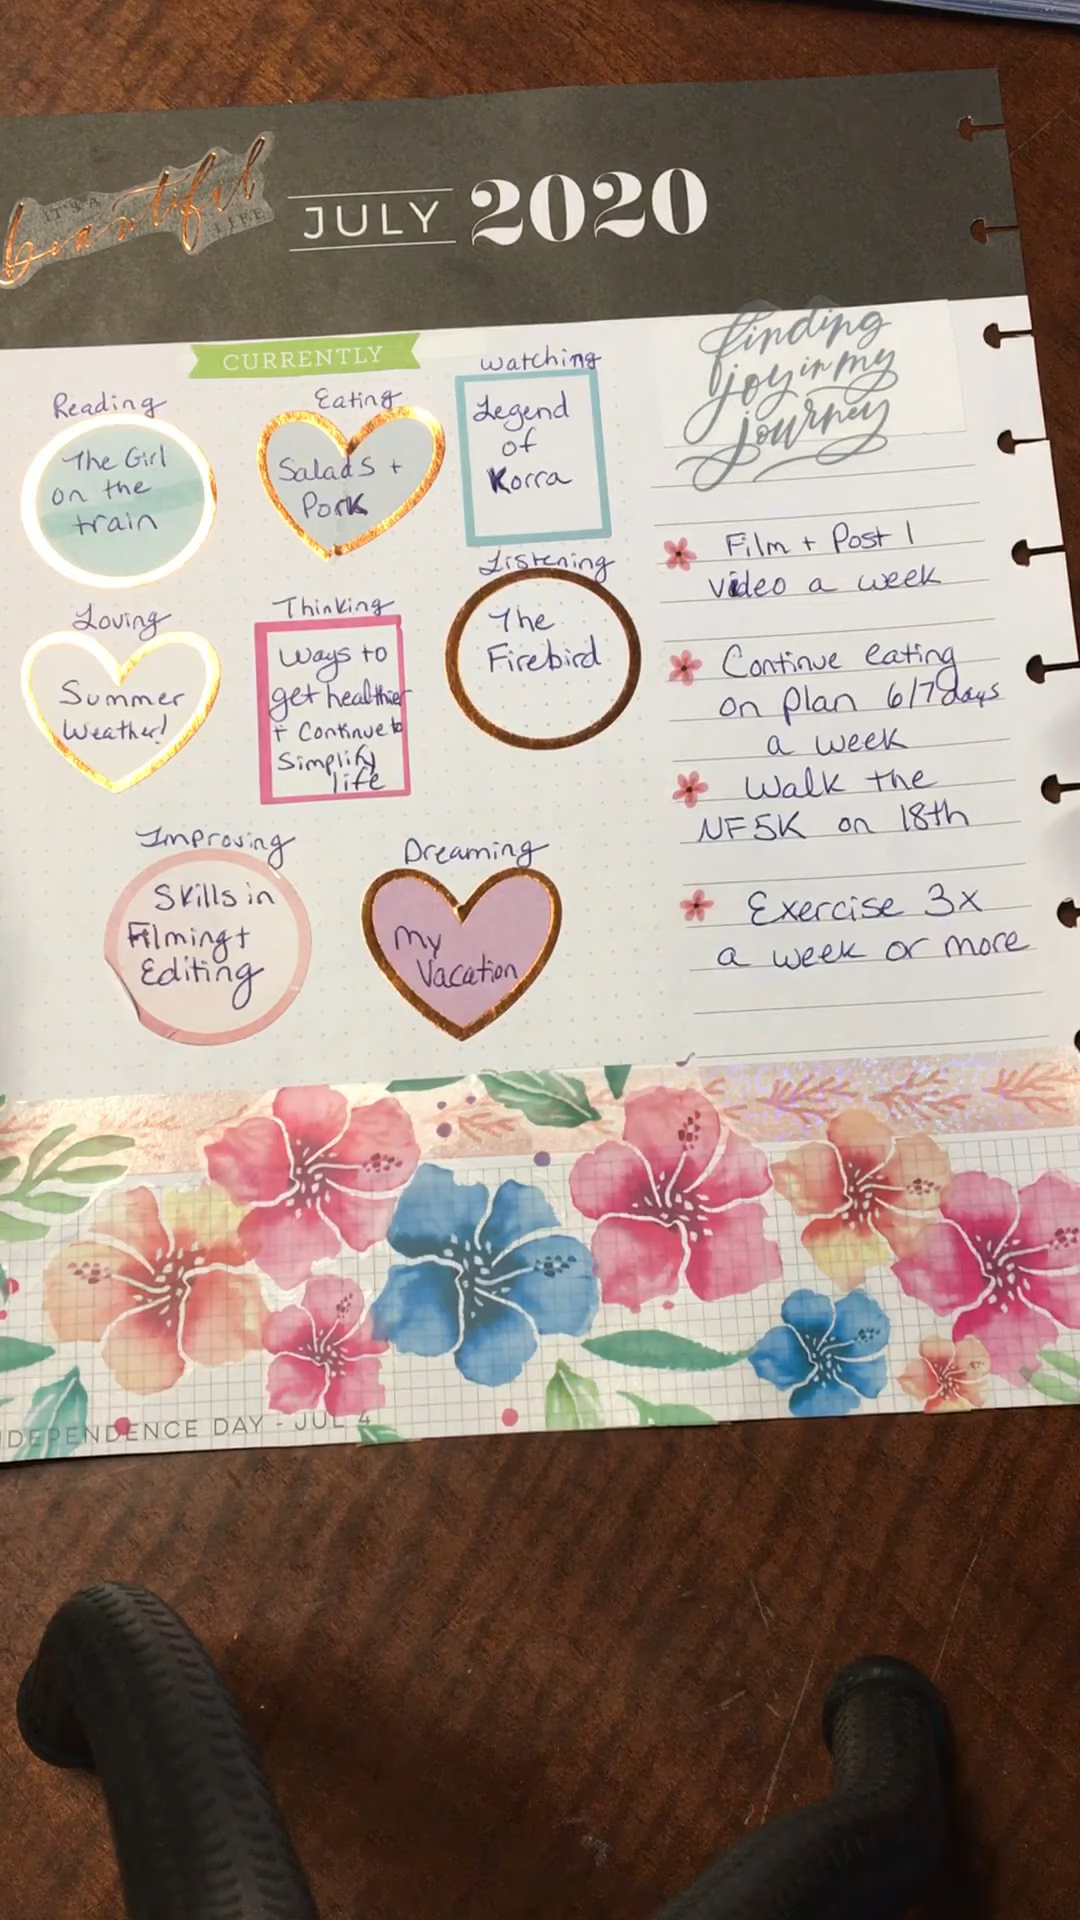 IT'S A
beautiful
LIFE
JULY 2020
CURRENTLY
Reading
The Girl
on the
train
Eating
Salads +
Pork
Watching
Legend
of
Korra
Loving
Summer
Weather!
Thinking
Ways to
get healthier
+ Continue to
Simplify
life
Listening
The
Firebird
Improving
Skills in
Filming +
Editing
Dreaming
My
Vacation
finding
joy in my
journey
Film + Post 1
video a week
Continue eating
on plan 6/7 days
a week
Walk the
NF5K on 18th
Exercise 3x
a week or more
NDEPENDENCE DAY - JUL 4